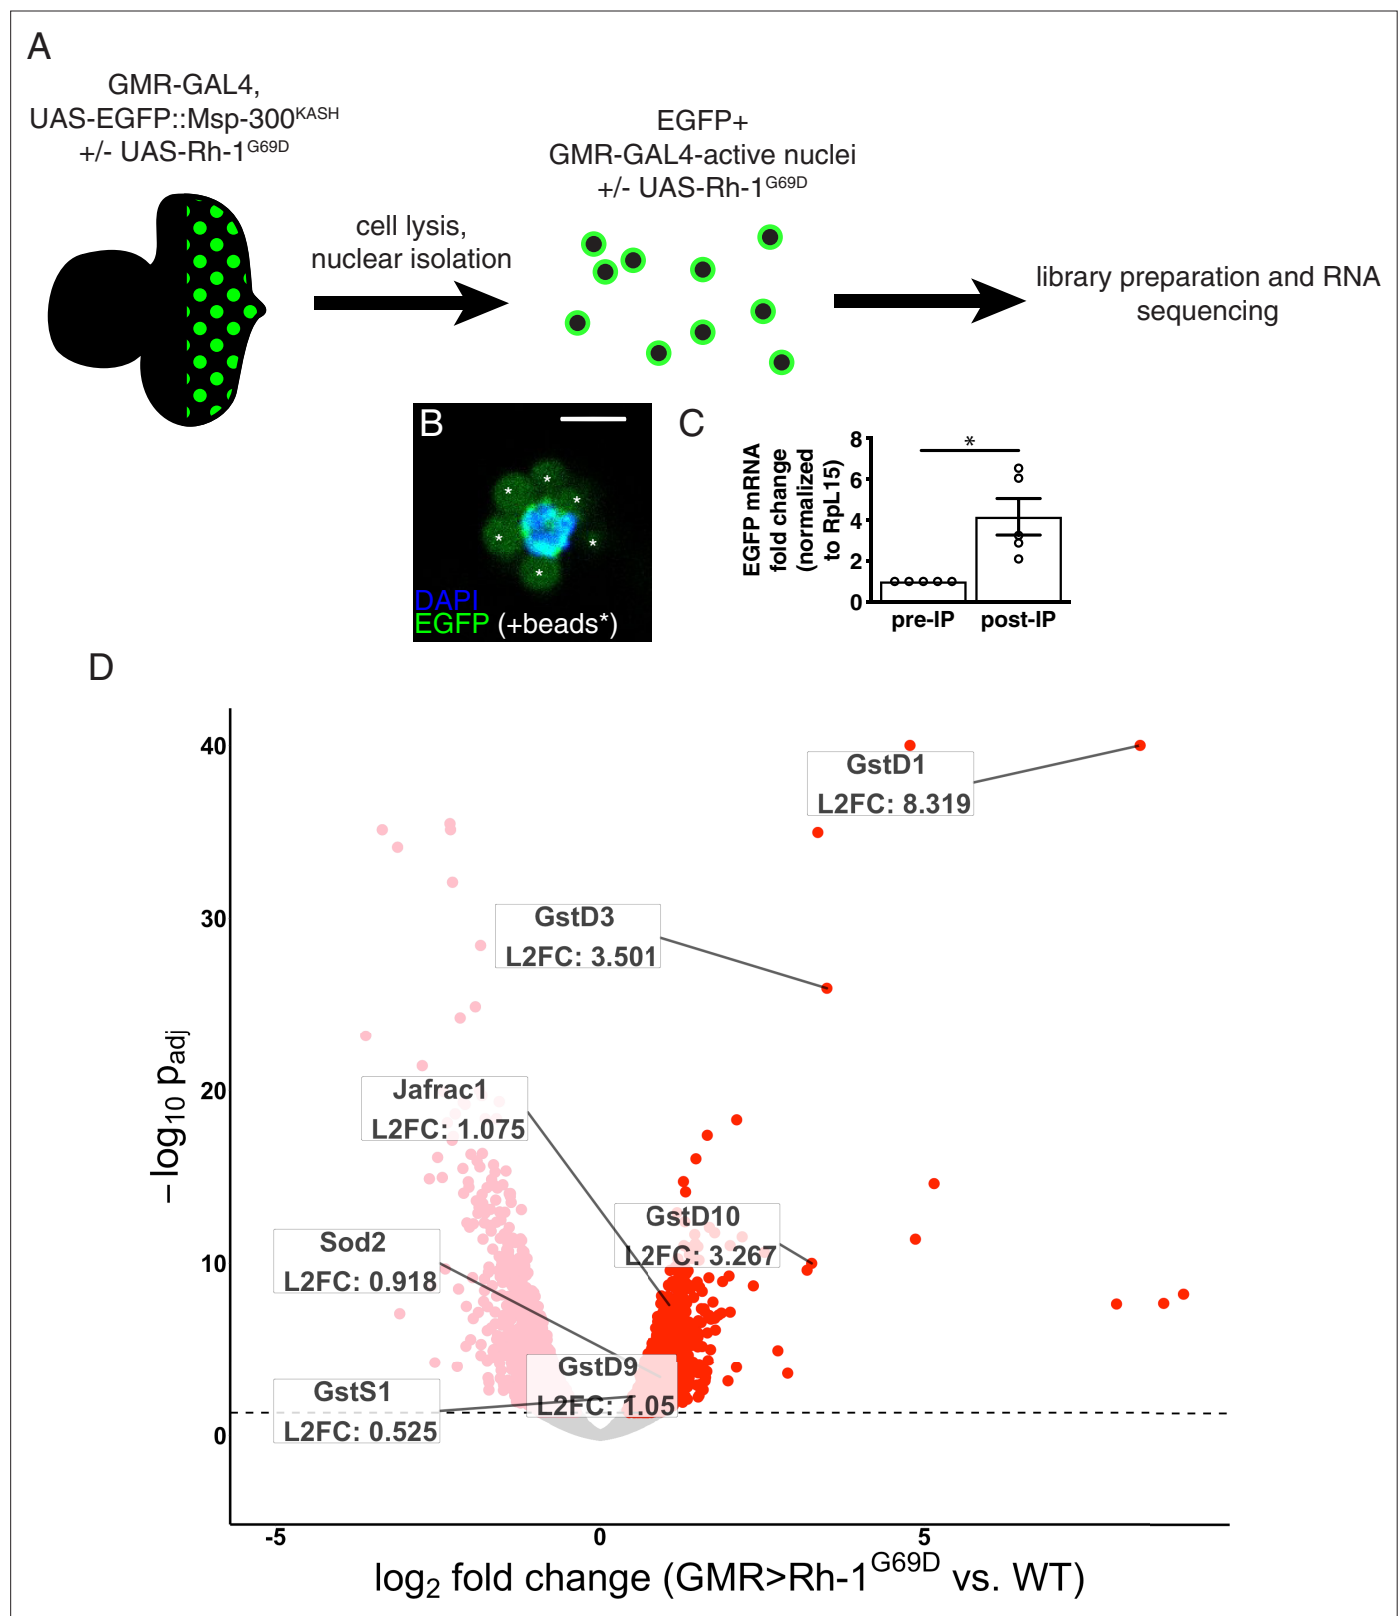 A
GMR-GAL4,
UAS-EGFP::Msp-300KASH
+/- UAS-Rh-1G69D
cell lysis,
nuclear isolation
EGFP+
GMR-GAL4-active nuclei
+/- UAS-Rh-1G69D
library preparation and RNA
sequencing
B
* * * * * *
DAPI
EGFP (+beads*)
C
EGFP mRNA
fold change
(normalized
to RpL15)
8
6
4
2
0
*
pre-IP post-IP
D
– log10 padj
40
30
20
10
0
GstD1
L2FC: 8.319
GstD3
L2FC: 3.501
Jafrac1
L2FC: 1.075
GstD10
L2FC: 3.267
Sod2
L2FC: 0.918
GstD9
L2FC: 1.05
GstS1
L2FC: 0.525
-5 0 5
log2 fold change (GMR>Rh-1G69D vs. WT)